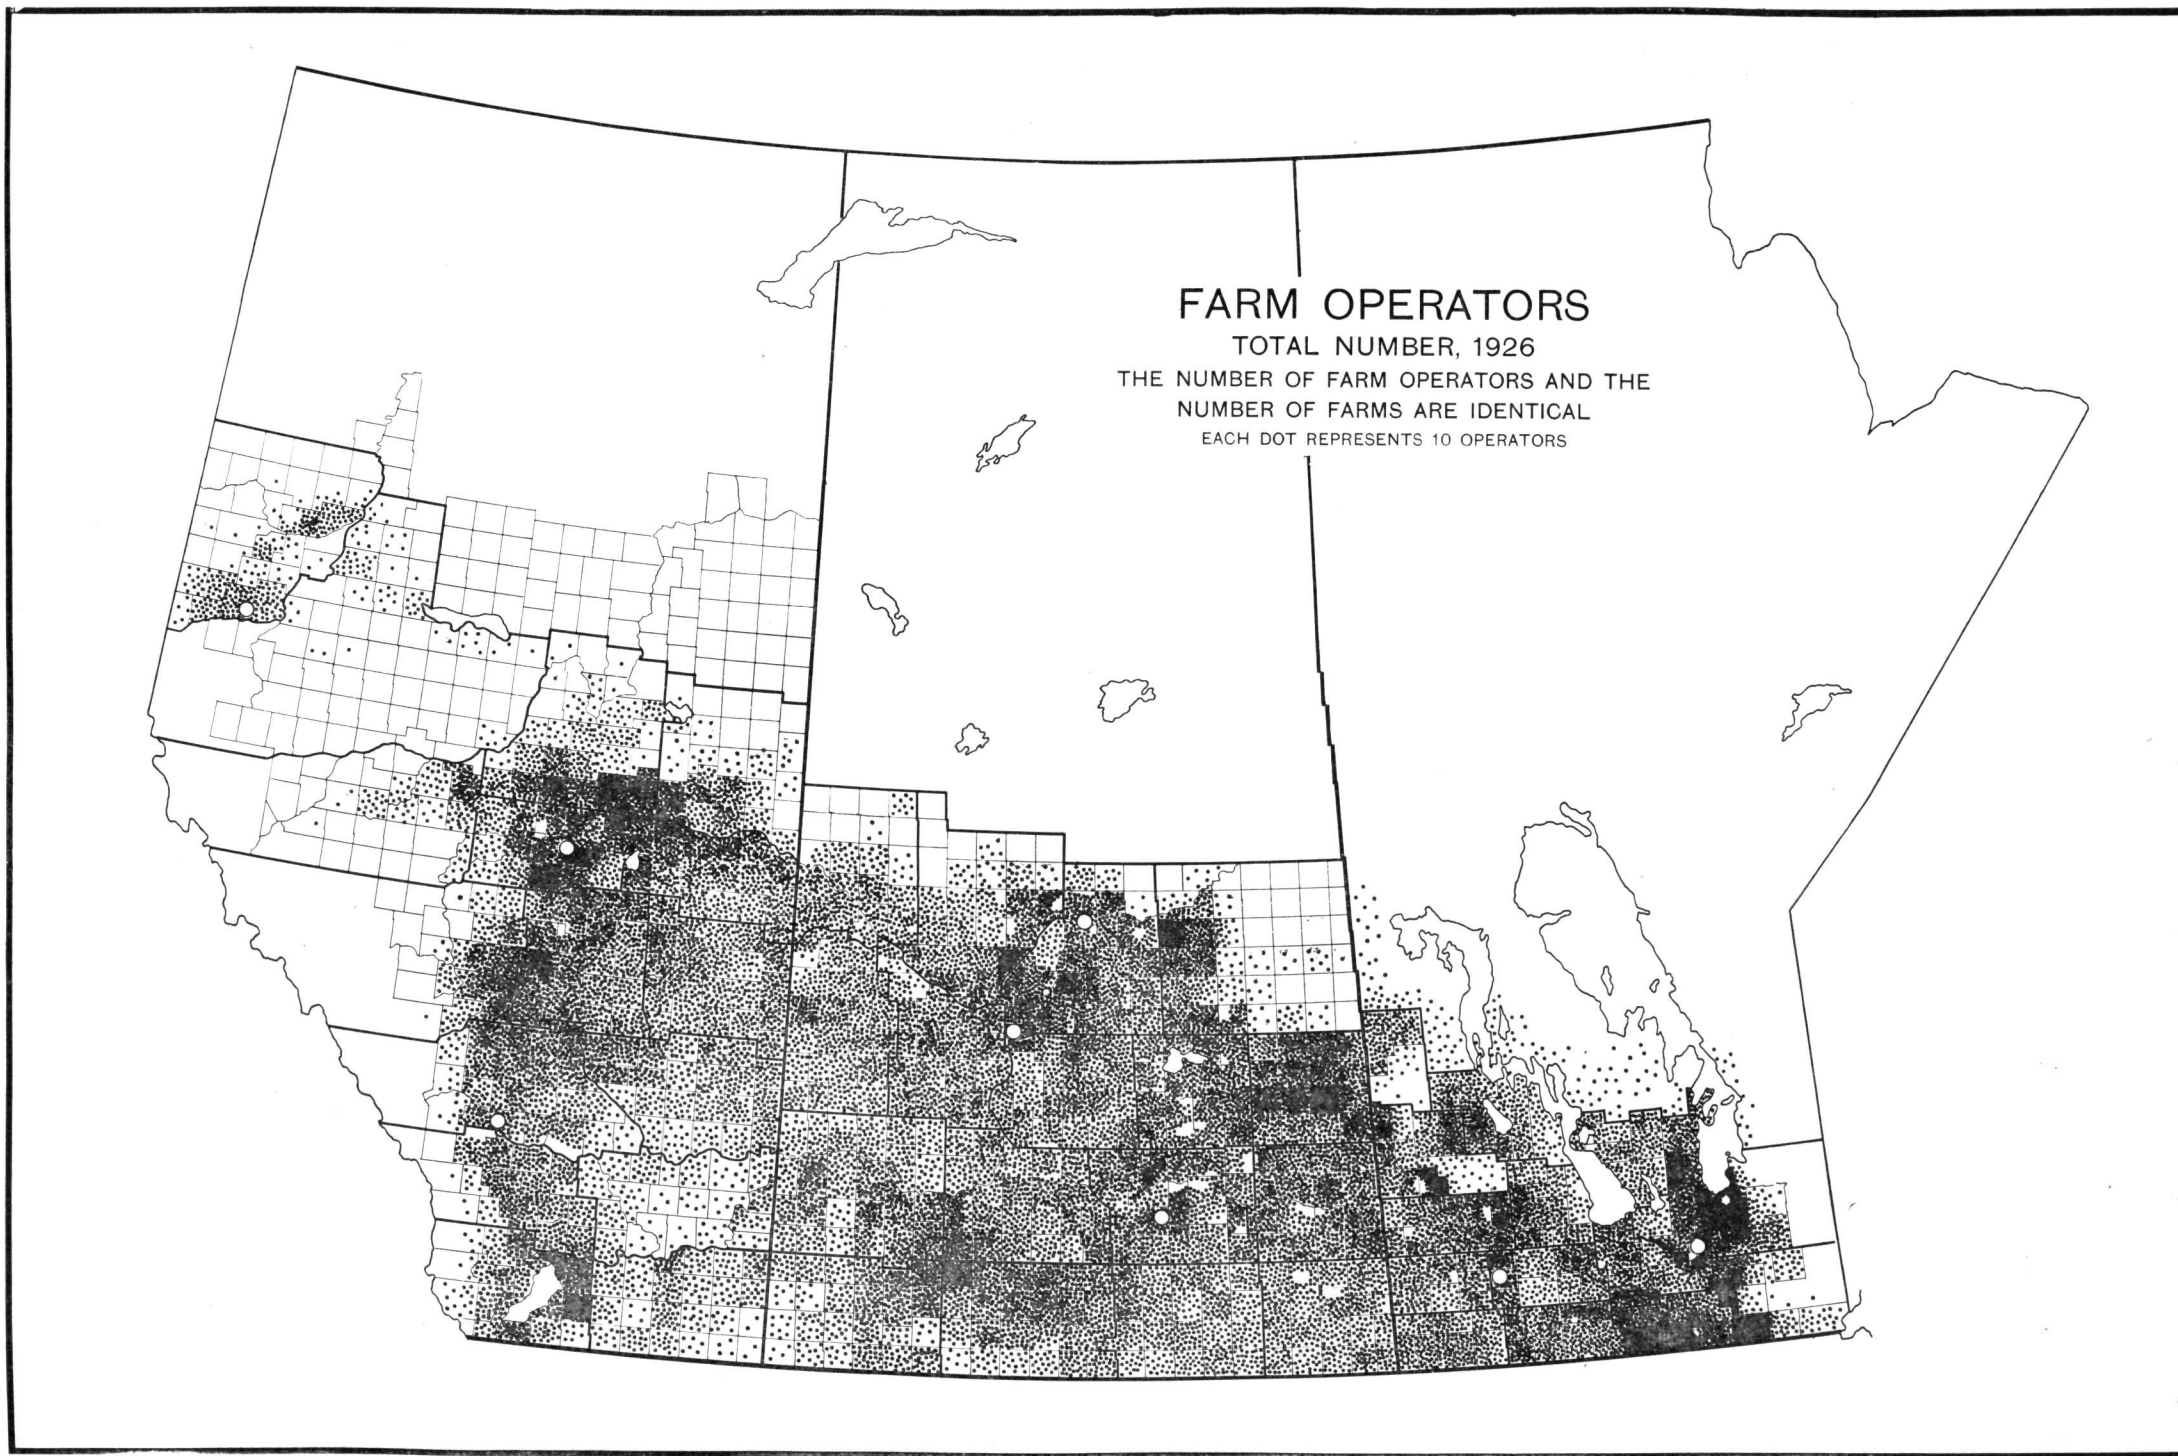 FARM OPERATORS
TOTAL NUMBER, 1926
THE NUMBER OF FARM OPERATORS AND THE
NUMBER OF FARMS ARE IDENTICAL
EACH DOT REPRESENTS 10 OPERATORS